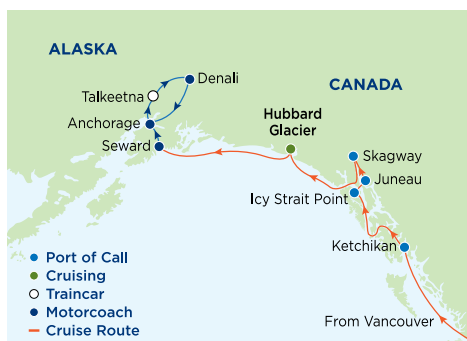 ALASKA
Denali
CANADA
Talkeetna
Hubbard
Glacier
Anchorage
Seward
Skagway
Juneau
Icy Strait Point
Ketchikan
Port of Call
Cruising
Traincar
Motorcoach
Cruise Route
From Vancouver